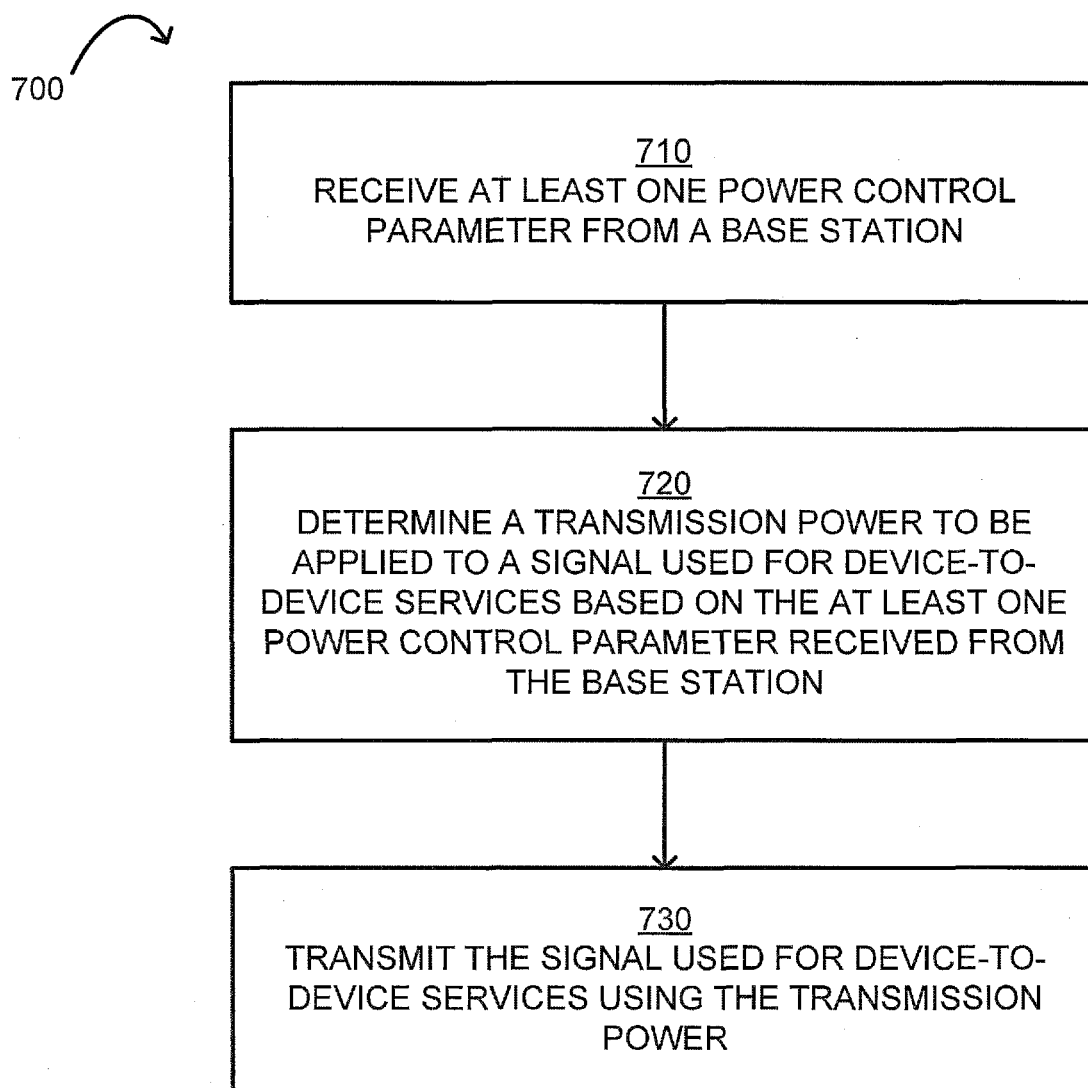 700
710
RECEIVE AT LEAST ONE POWER CONTROL
PARAMETER FROM A BASE STATION
720
DETERMINE A TRANSMISSION POWER TO BE
APPLIED TO A SIGNAL USED FOR DEVICE-TO-
DEVICE SERVICES BASED ON THE AT LEAST ONE
POWER CONTROL PARAMETER RECEIVED FROM
THE BASE STATION
730
TRANSMIT THE SIGNAL USED FOR DEVICE-TO-
DEVICE SERVICES USING THE TRANSMISSION
POWER